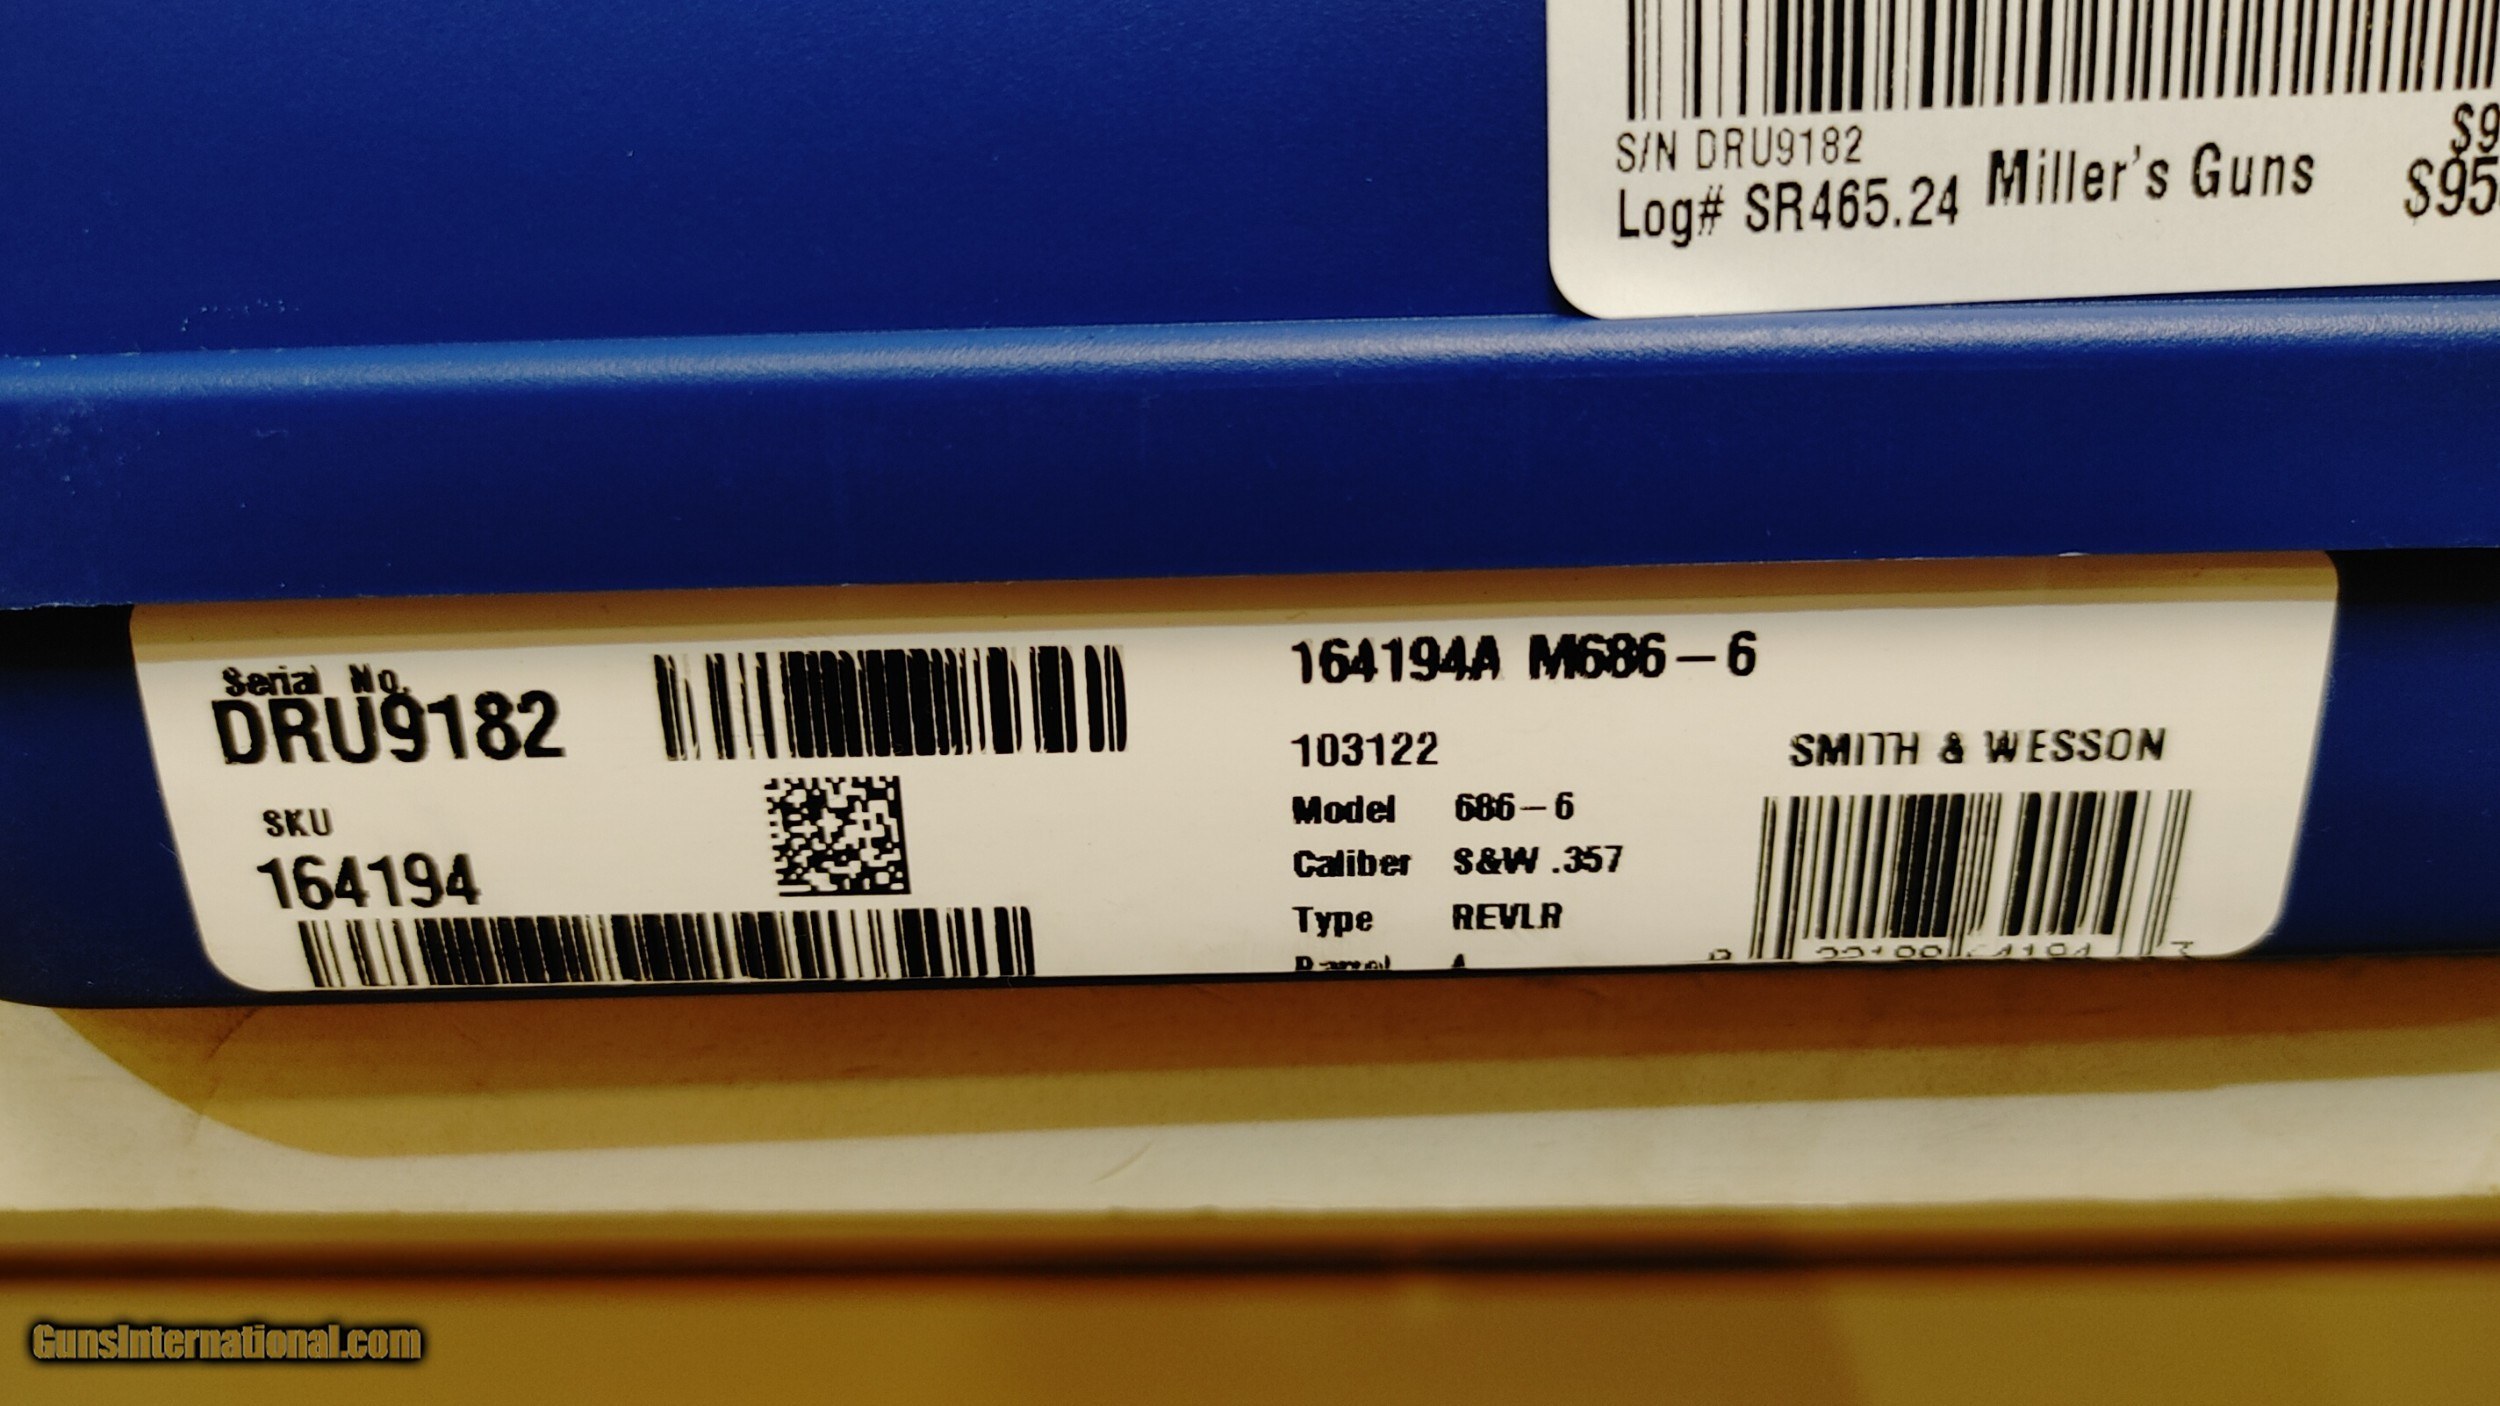 S/N DRU9182
Log# SR465.24 Miller's Guns
Serial No.
DRU9182
SKU
164194
164194A M686-6
103122
SMITH & WESSON
Model 686-6
Caliber S&W .357
Type REVLR
GunsInternational.com